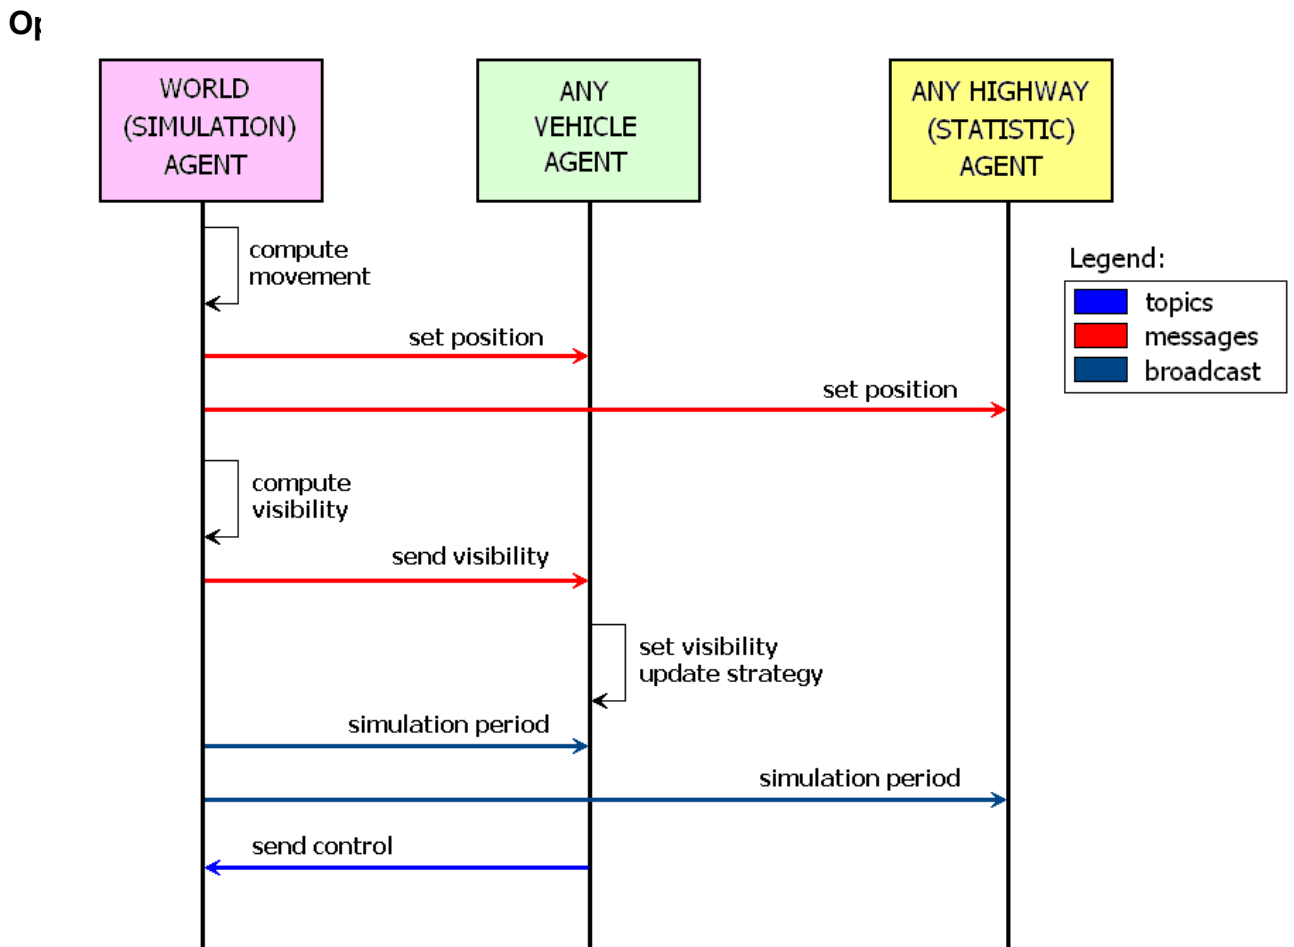 WORLD
(SIMULATION)
AGENT
ANY
VEHICLE
AGENT
ANY HIGHWAY
(STATISTIC)
AGENT
compute
movement
Legend:
topics
messages
broadcast
set position
set position
compute
visibility
send visibility
set visibility
update strategy
simulation period
simulation period
send control